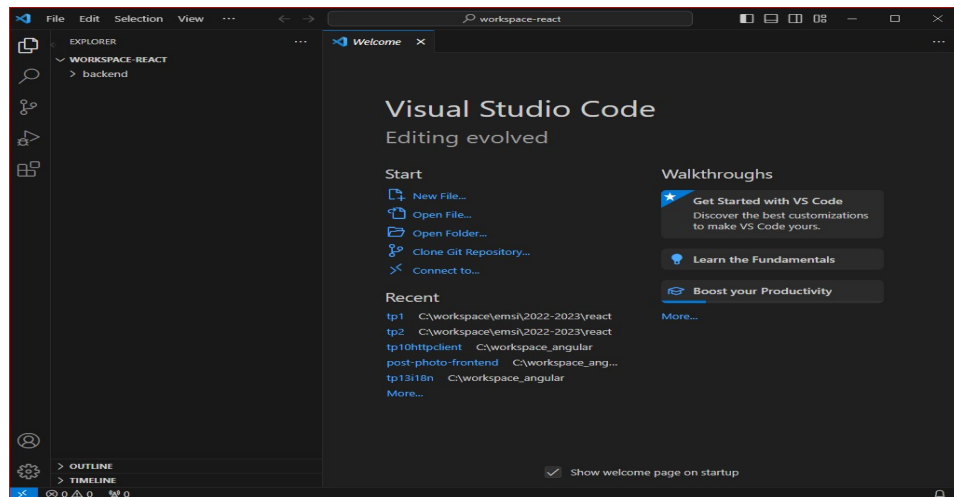 File Edit Selection View ··· workspace-react
EXPLORER ···
WORKSPACE-REACT
backend
OUTLINE
TIMELINE
Welcome ···
Visual Studio Code
Editing evolved
Start
New File...
Open File...
Open Folder...
Clone Git Repository...
Connect to...
Recent
tp1 C:\workspace\emsi\2022-2023\react
tp2 C:\workspace\emsi\2022-2023\react
tp10httpclient C:\workspace_angular
post-photo-frontend C:\workspace_ang...
tp13i18n C:\workspace_angular
More...
Walkthroughs
Get Started with VS Code
Discover the best customizations
to make VS Code yours.
Learn the Fundamentals
Boost your Productivity
More...
Show welcome page on startup
0 0 0